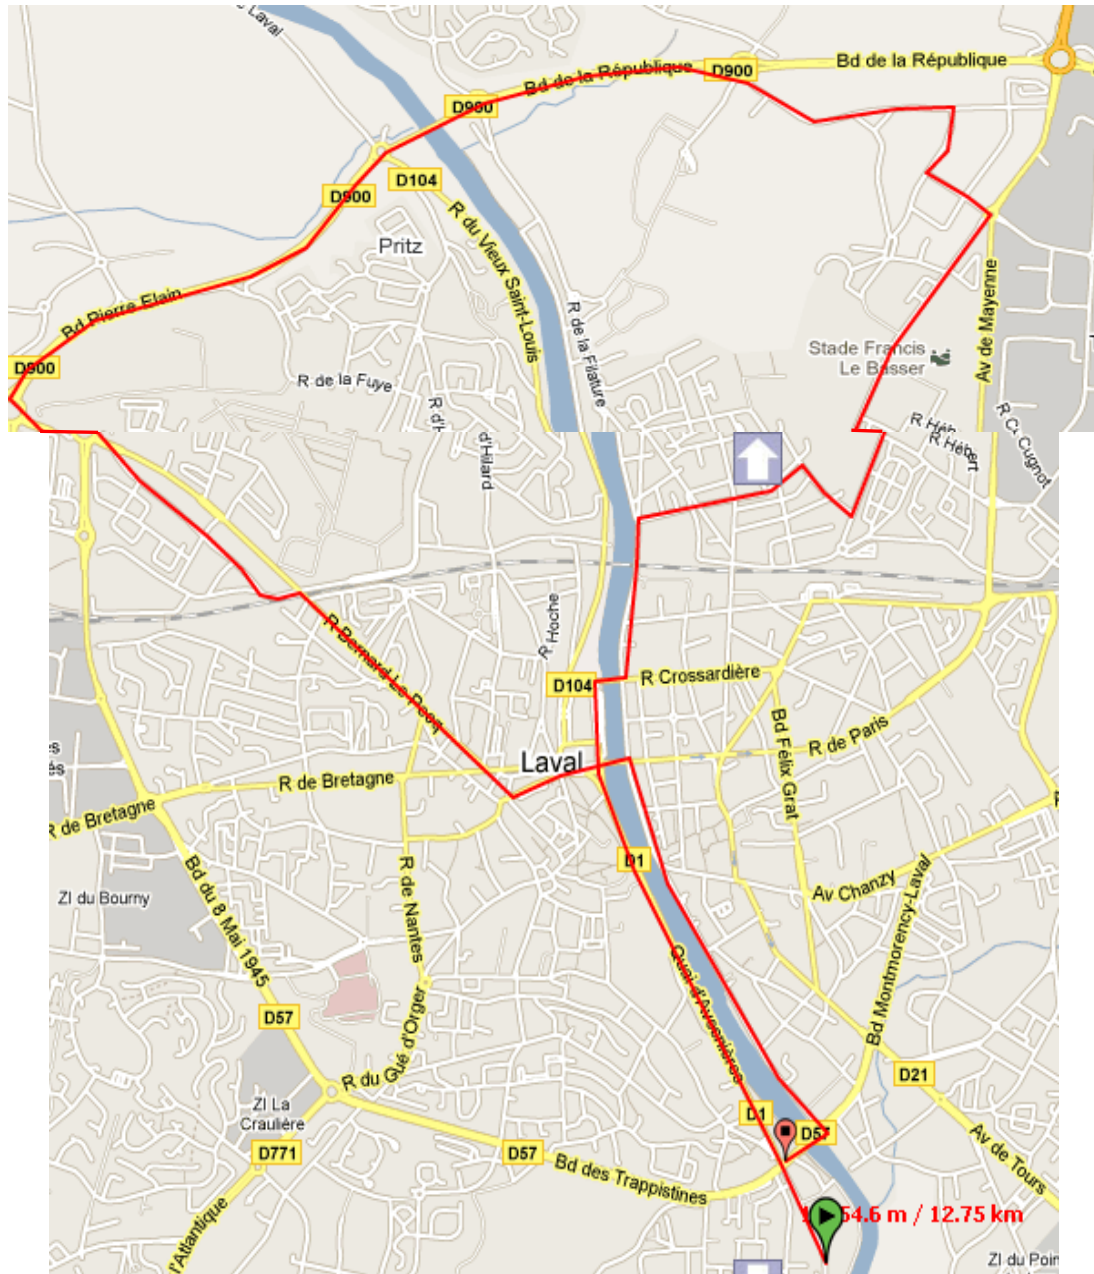 Laval
Bd de la République
D900
Bd de la République
D900
D104
D900
R du Vieux Saint-Louis
Pritz
Bd Pierre Elain
R de la Filature
Av de Mayenne
Stade Francis
Le Basser
D900
R de la Fuye
R d'H
d'Hilard
R Hébert
R Cugnot
R Hoche
R Bernard Le Pecq
D104
R Crossardière
Bd Félix Grat
R de Paris
Laval
R de Bretagne
R de Bretagne
D1
Av Chanzy
ZI du Bourny
Bd du 8 Mai 1945
R de Nantes
Quai d'Avesnières
Bd Montmorency-Laval
D57
R du Gué d'Orger
D21
ZI La
Craulière
D1
D57
D771
D57
Bd des Trappistines
Av de Tours
54.6 m / 12.75 km
l'Atlantique
ZI du Poin